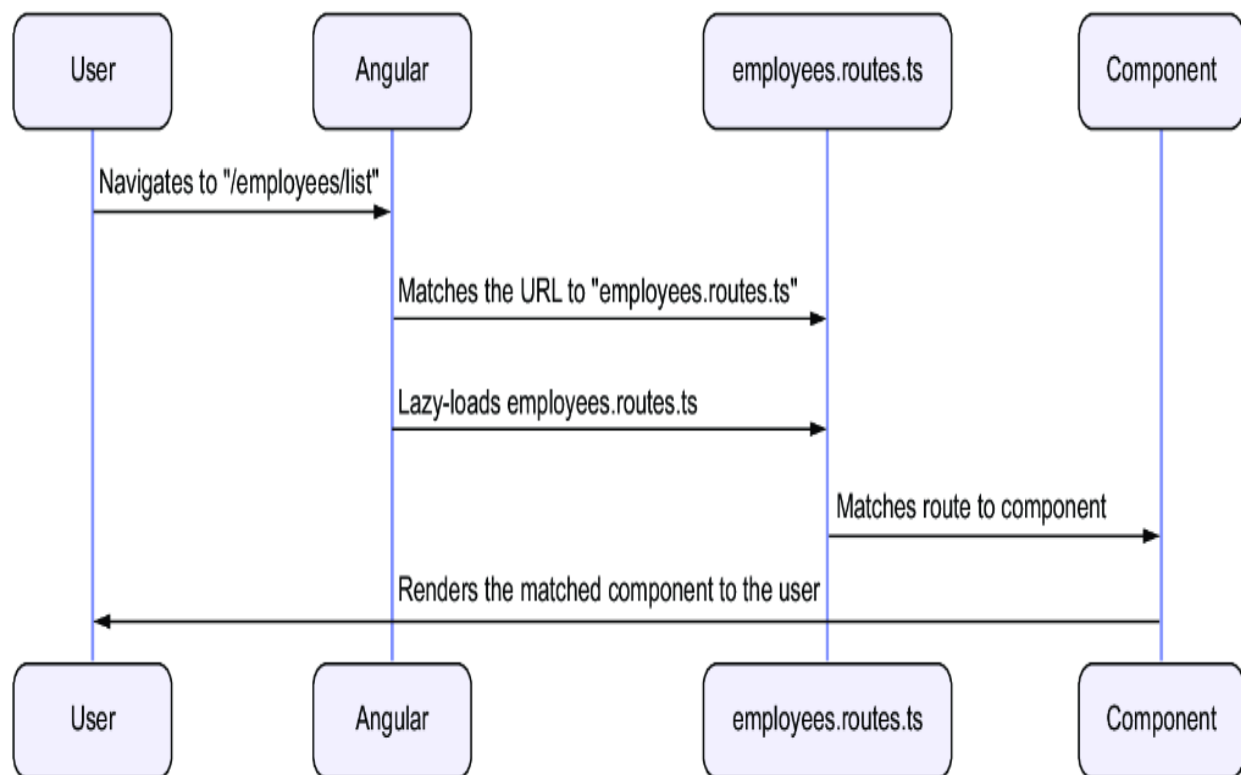 User
Angular
employees.routes.ts
Component
Navigates to "/employees/list"
Matches the URL to "employees.routes.ts"
Lazy-loads employees.routes.ts
Matches route to component
Renders the matched component to the user
User
Angular
employees.routes.ts
Component